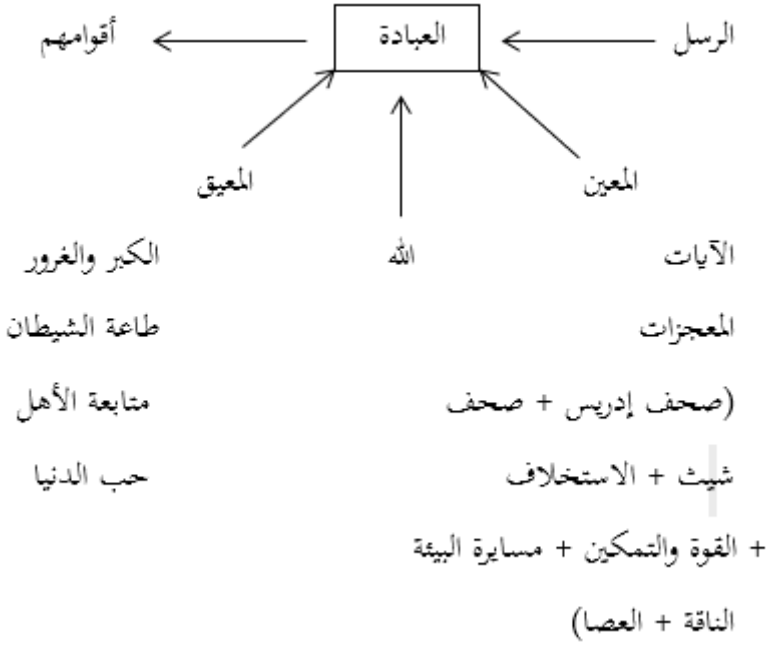 الرسل العبادة أقوامهم
المعين المعيق
الآيات الله الكبر والغرور
المعجزات طاعة الشيطان
(صحف إدريس + صحف متابعة الأهل
شيث + الاستخلاف حب الدنيا
+ القوة والتمكين + مسايرة البيئة
الناقة + العصا)